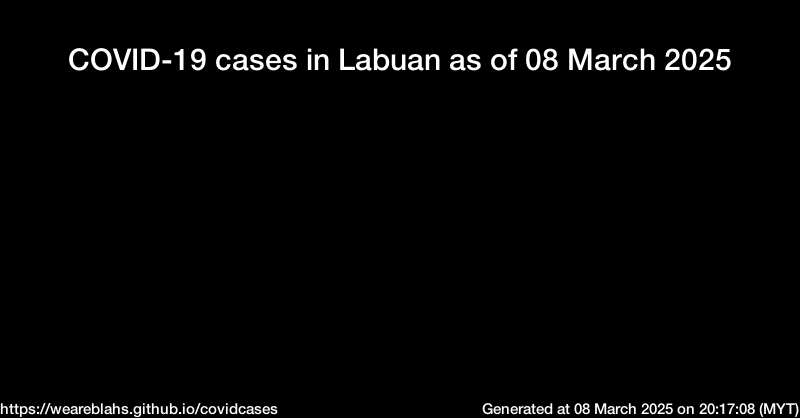 COVID-19 cases in Labuan as of 08 March 2025
https://weareblahs.github.io/covidcases
Generated at 08 March 2025 on 20:17:08 (MYT)